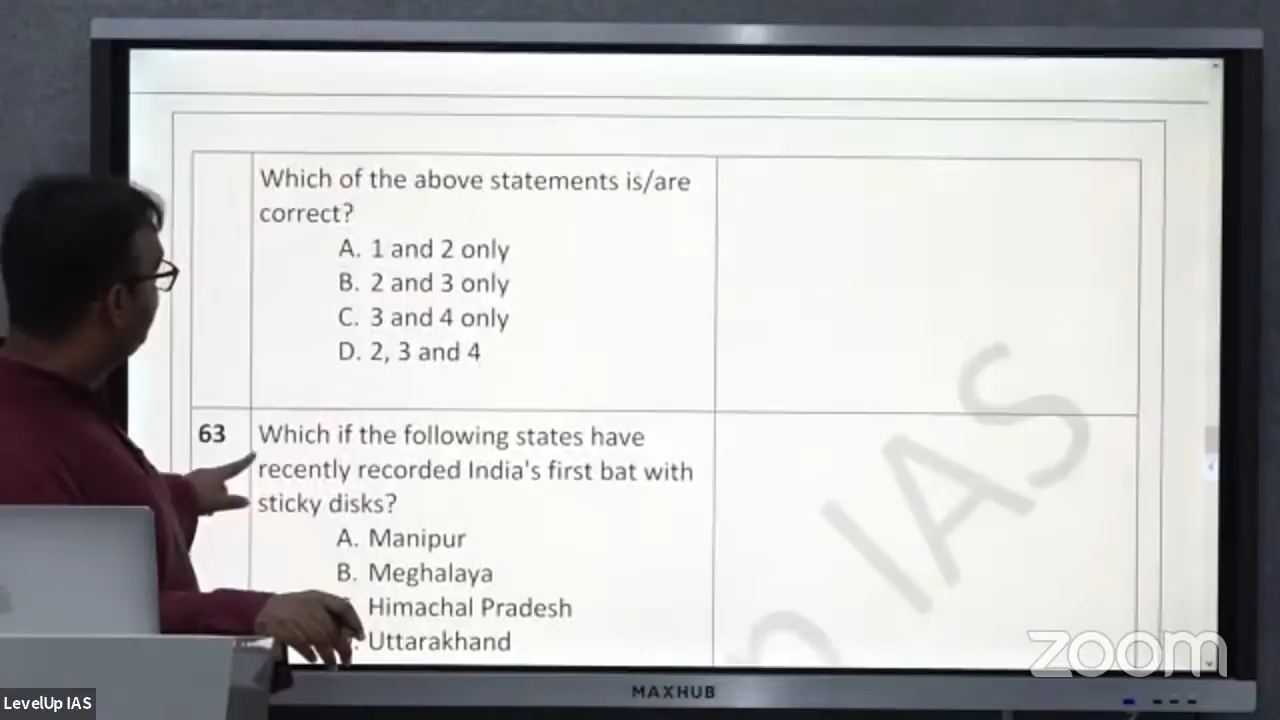 Which of the above statements is/are
correct?
A. 1 and 2 only
B. 2 and 3 only
C. 3 and 4 only
D. 2, 3 and 4
63
Which if the following states have
recently recorded India's first bat with
sticky disks?
A. Manipur
B. Meghalaya
Himachal Pradesh
Uttarakhand
p IAS
zoom
MAXHUB
LevelUp IAS